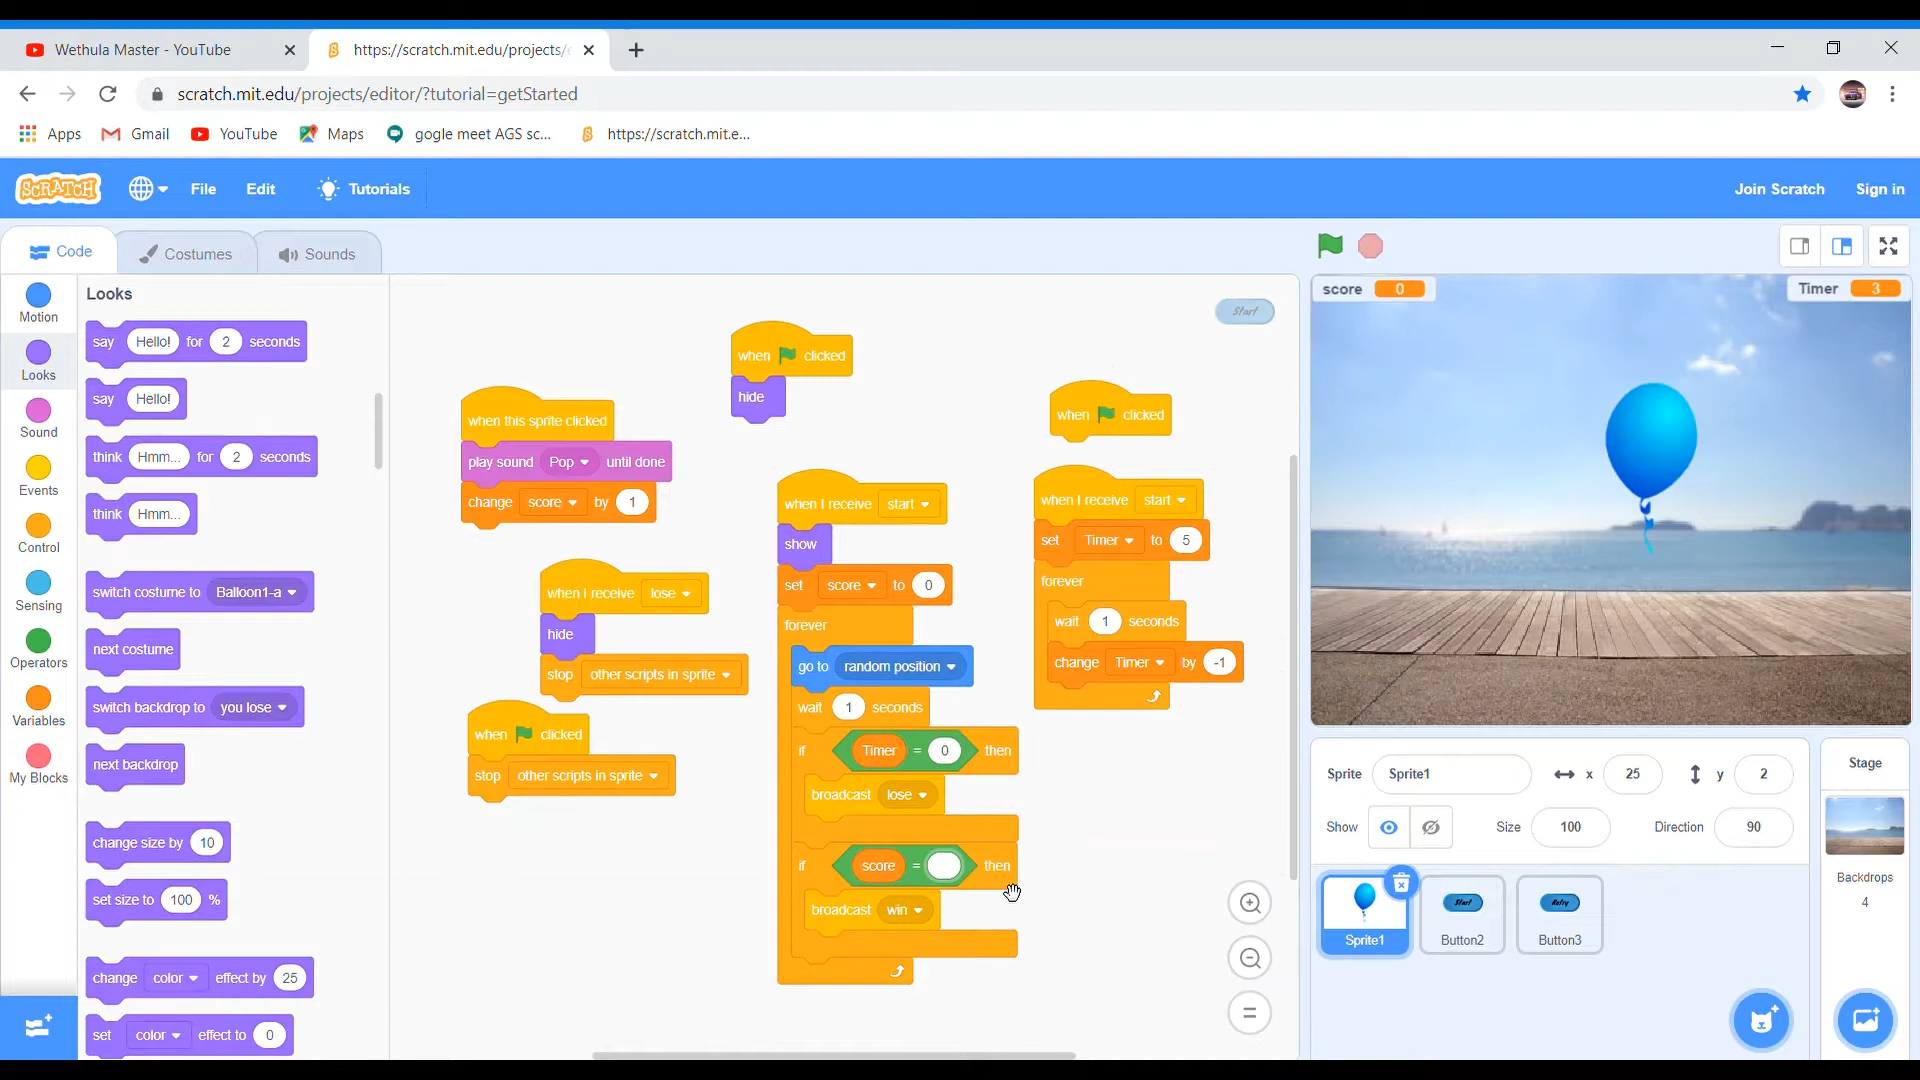 Wethula Master - YouTube
https://scratch.mit.edu/projects/e
scratch.mit.edu/projects/editor/?tutorial=getStarted
Apps Gmail YouTube Maps gogle meet AGS sc... https://scratch.mit.e...
SCRATCH File Edit Tutorials Join Scratch Sign in
Code Costumes Sounds
Motion
Looks
Sound
Events
Control
Sensing
Operators
Variables
My Blocks
Looks
say Hello! for 2 seconds
say Hello!
think Hmm... for 2 seconds
think Hmm...
switch costume to Balloon1-a
next costume
switch backdrop to you lose
next backdrop
change size by 10
set size to 100 %
change color effect by 25
set color effect to 0
when this sprite clicked
play sound Pop until done
change score by 1
when I receive lose
hide
stop other scripts in sprite
when clicked
stop other scripts in sprite
when clicked
hide
when I receive start
show
set score to 0
forever
go to random position
wait 1 seconds
if Timer = 0 then
broadcast lose
if score = then
broadcast win
when clicked
when I receive start
set Timer to 5
forever
wait 1 seconds
change Timer by -1
Start
score 0
Timer 3
Sprite Sprite1 x 25 y 2
Show Size 100 Direction 90
Sprite1
Start
Button2
Retry
Button3
Stage
Backdrops
4